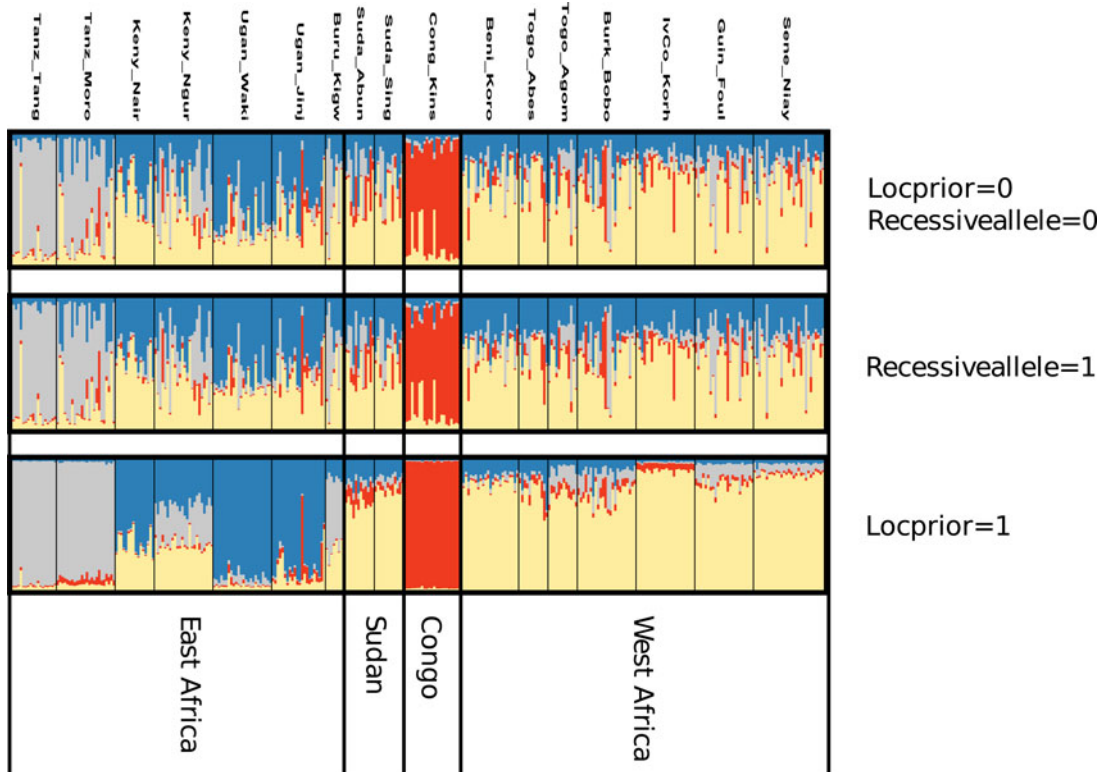 Tanz_Tang
Tanz_Moro
Keny_Nair
Keny_Ngur
Ugan_Waki
Ugan_Jinj
Buru_Kigw
Suda_Abun
Suda_Sing
Cong_Kins
Beni_Koro
Togo_Abes
Togo_Agom
Burk_Bobo
IvCo_Korh
Guin_Foul
Sene_Niay
Locprior=0
Recessiveallele=0
Recessiveallele=1
Locprior=1
East Africa
Sudan
Congo
West Africa